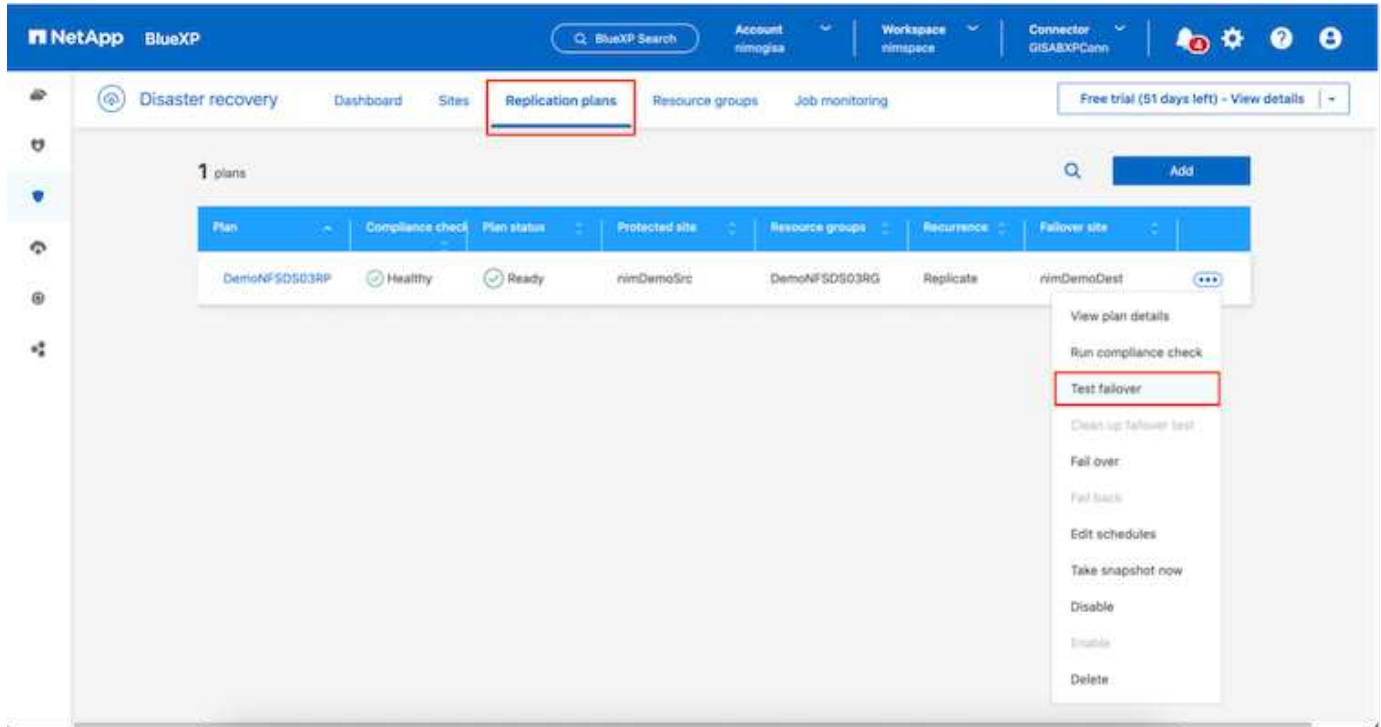 NetApp BlueXP
BlueXP Search
Account
nimogisa
Workspace
nimspace
Connector
GISABXPConn
4
Disaster recovery
Dashboard
Sites
Replication plans
Resource groups
Job monitoring
Free trial (51 days left) - View details
1 plans
Add
Plan
Compliance check
Plan status
Protected site
Resource groups
Recurrence
Failover site
DemoNFSDS03RP
Healthy
Ready
nimDemoSrc
DemoNFSDS03RG
Replicate
nimDemoDest
View plan details
Run compliance check
Test failover
Clean up failover test
Fail over
Fail back
Edit schedules
Take snapshot now
Disable
Enable
Delete